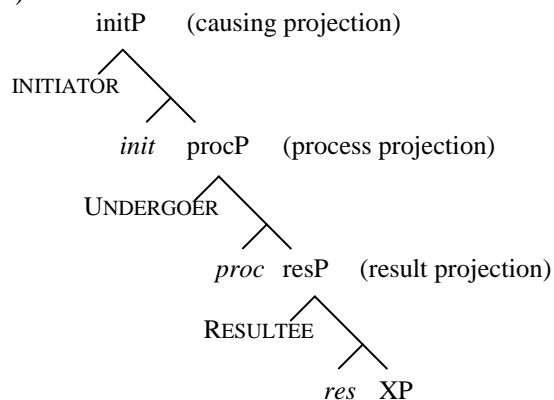 )
initP (causing projection)
INITIATOR
init procP (process projection)
UNDERGOER
proc resP (result projection)
RESULTEE
res XP